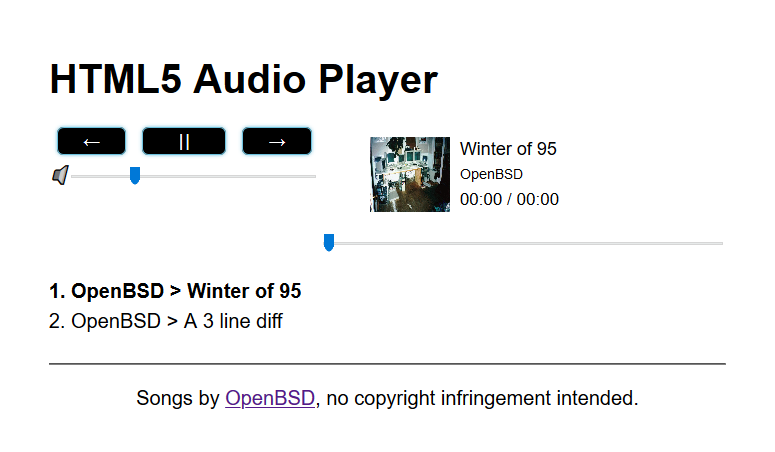 HTML5 Audio Player
← || →
Winter of 95
OpenBSD
00:00 / 00:00
1. OpenBSD > Winter of 95
2. OpenBSD > A 3 line diff
Songs by OpenBSD, no copyright infringement intended.